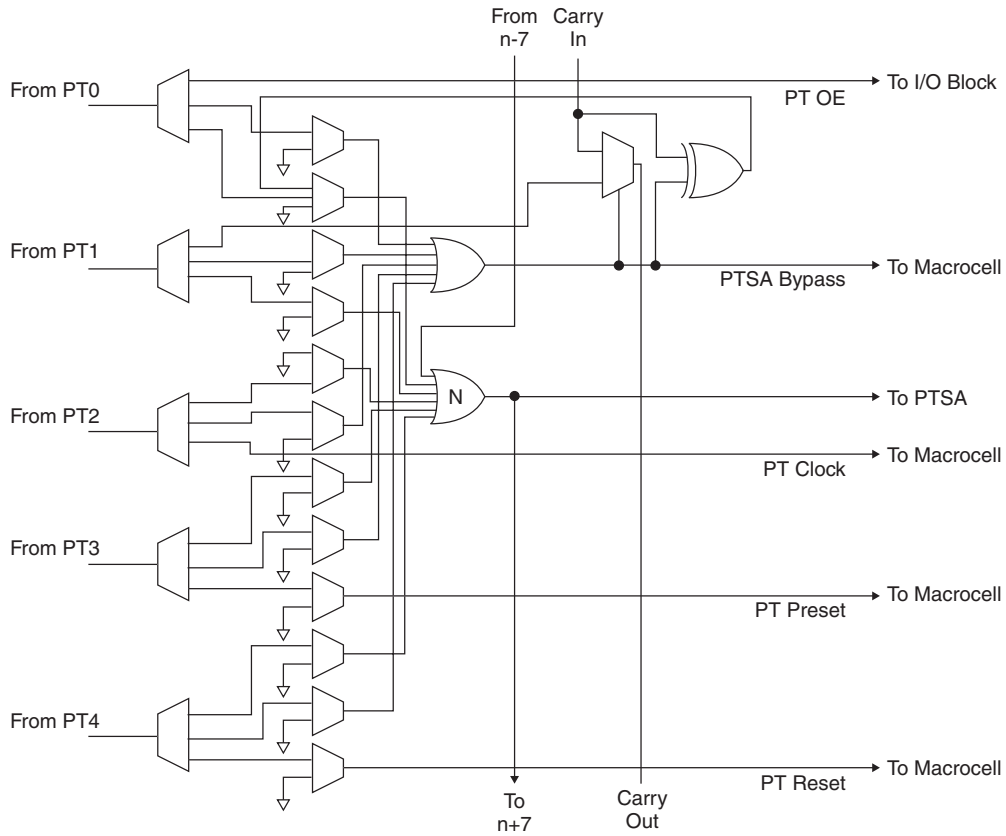 From
n-7
Carry
In
From PT0
To I/O Block
PT OE
From PT1
To Macrocell
PTSA Bypass
N
To PTSA
From PT2
To Macrocell
PT Clock
From PT3
To Macrocell
PT Preset
From PT4
To Macrocell
PT Reset
To
n+7
Carry
Out